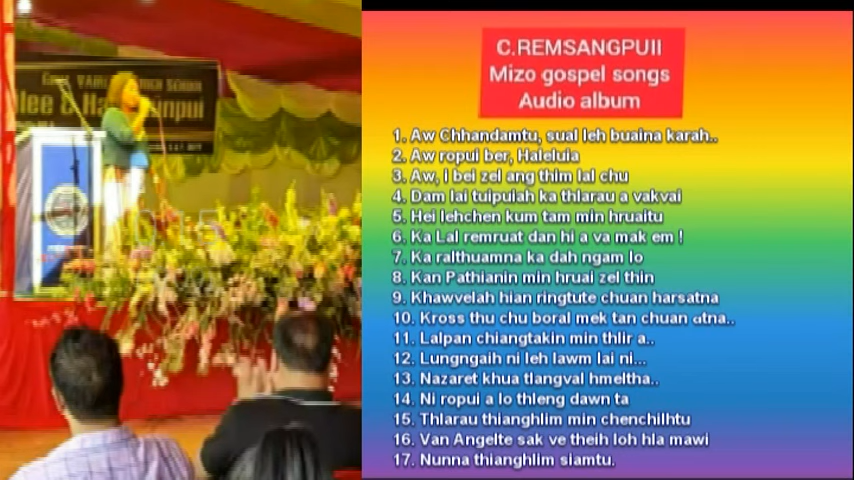 C.REMSANGPUII
Mizo gospel songs
Audio album
1. Aw Chhandamtu, sual leh buaina karah..
2. Aw ropui ber, Haleluia
3. Aw, i bei zel ang thim lal chu
4. Dam lai tuipuiah ka thlarau a vakvai
5. Hei lehchen kum tam min hruaitu
6. Ka Lal remruat dan hi a va mak em !
7. Ka ralthuamna ka dah ngam lo
8. Kan Pathianin min hruai zel thin
9. Khawvelah hian ringtute chuan harsatna
10. Kross thu chu boral mek tan chuan atna..
11. Lalpan chiangtakin min thlir a..
12. Lungngaih ni leh lawm lai ni...
13. Nazaret khua tlangval hmeltha..
14. Ni ropui a lo thleng dawn ta
15. Thlarau thianghlim min chenchilhtu
16. Van Angelte sak ve theih loh hla mawi
17. Nunna thianghlim siamtu.